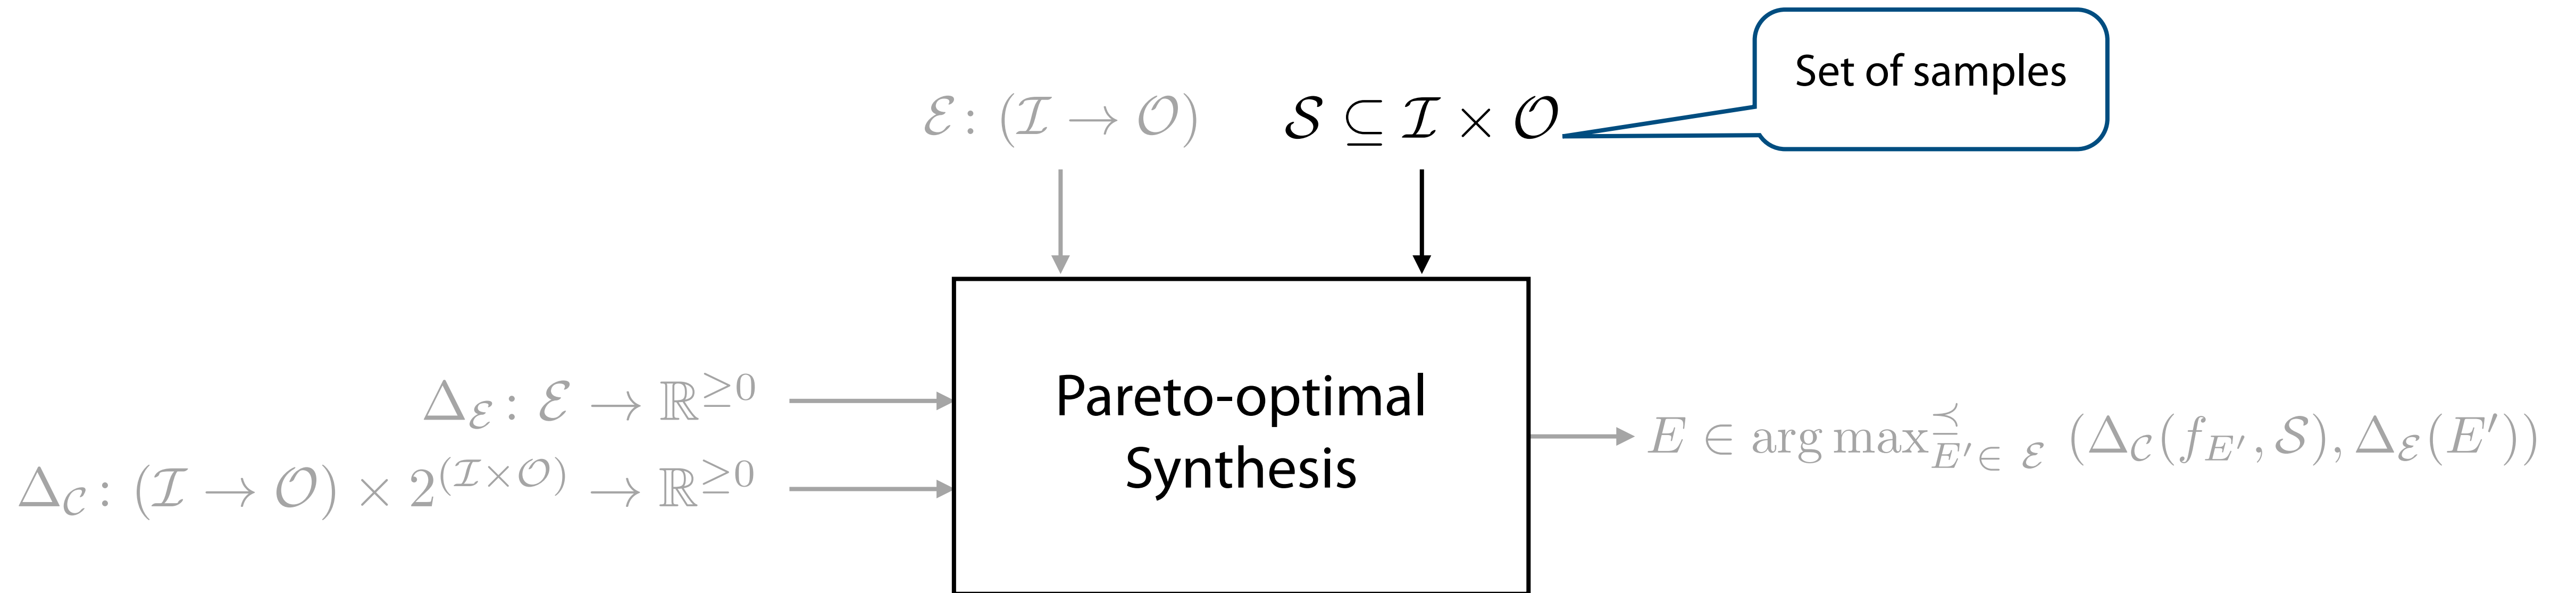 Set of samples
ℰ : (ℐ → 𝒪) 𝒮 ⊆ ℐ × 𝒪
Δ_ℰ : ℰ → ℝ^{≥0}
Δ_𝒞 : (ℐ → 𝒪) × 2^{(ℐ×𝒪)} → ℝ^{≥0}
Pareto-optimal
Synthesis
E ∈ arg max^{⪯}_{E′∈ ℰ} (Δ_𝒞(f_{E′}, 𝒮), Δ_ℰ(E′))